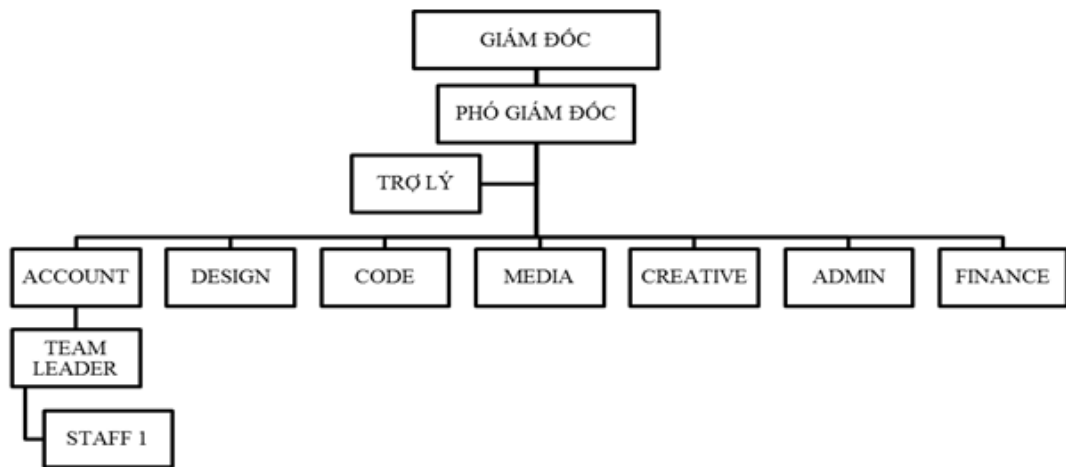 GIÁM ĐỐC
PHÓ GIÁM ĐỐC
TRỢ LÝ
ACCOUNT
DESIGN
CODE
MEDIA
CREATIVE
ADMIN
FINANCE
TEAM
LEADER
STAFF 1